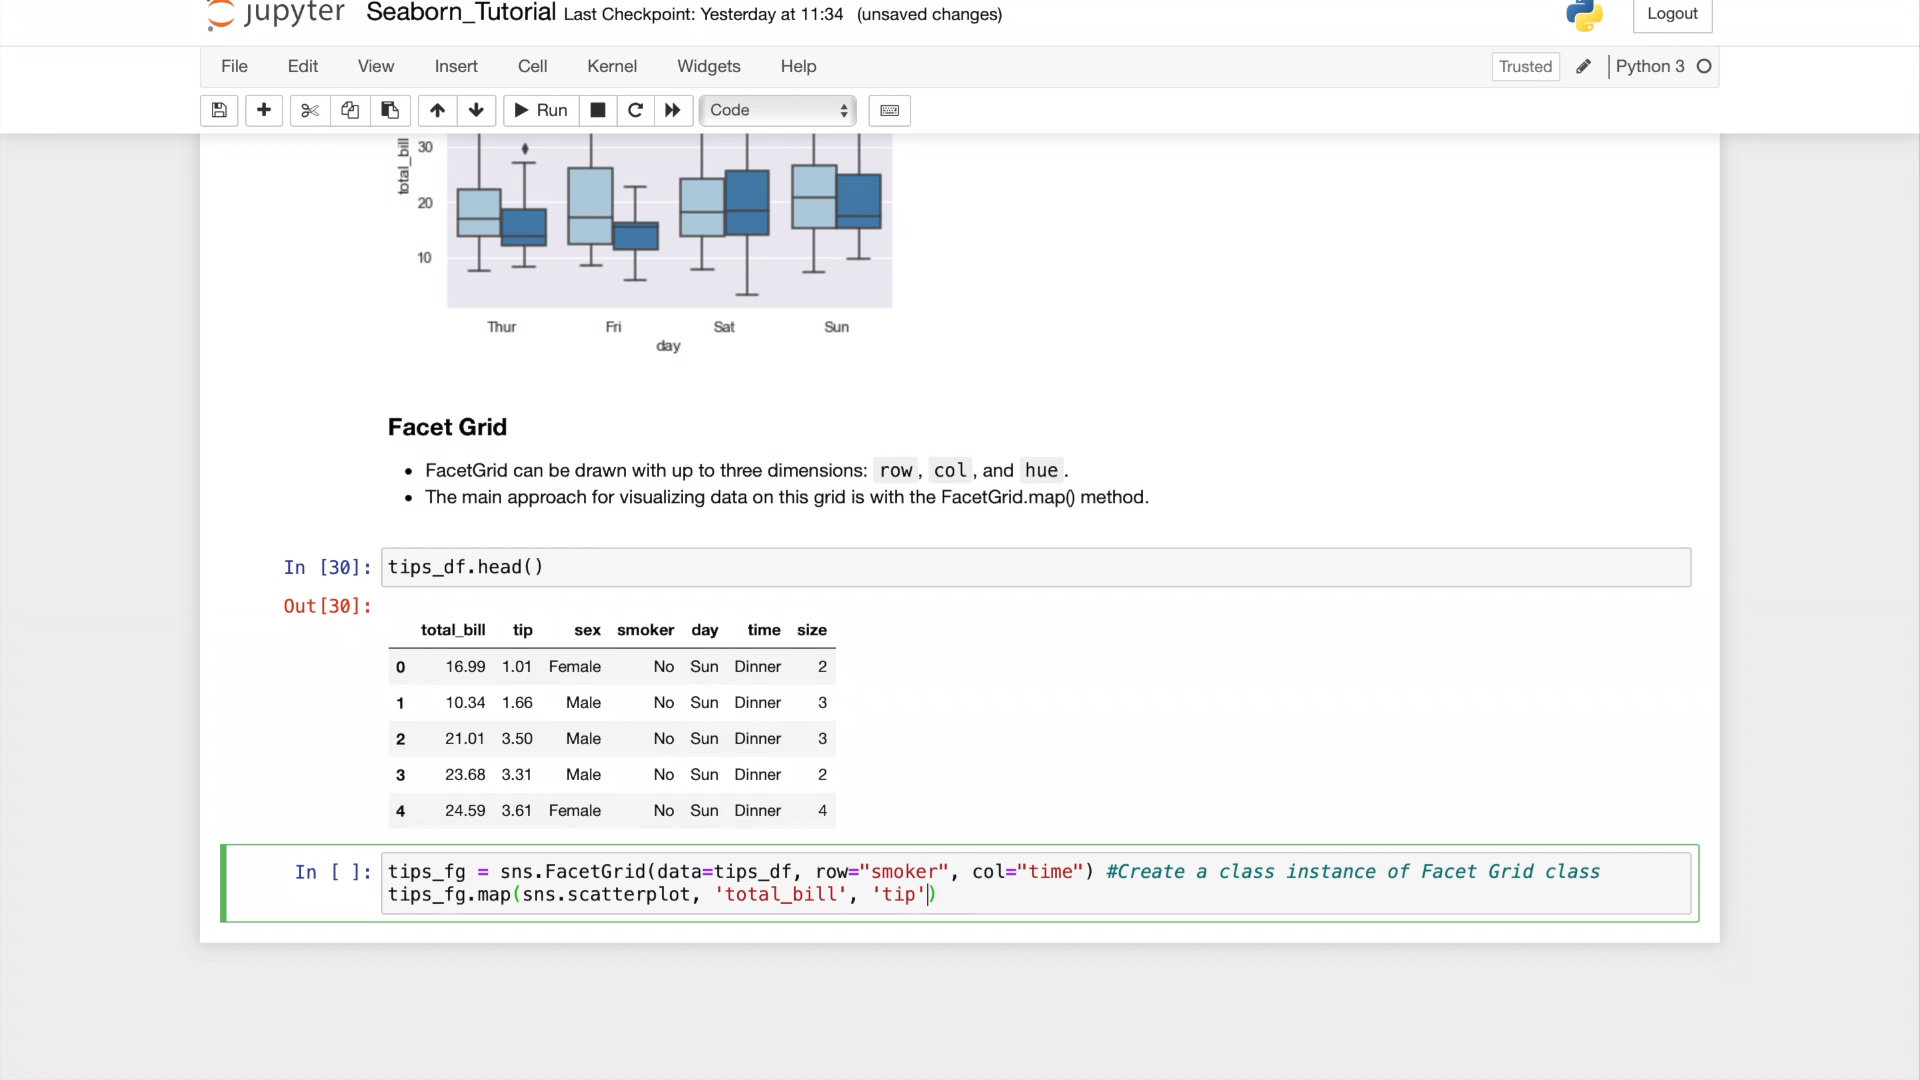 jupyter Seaborn_Tutorial Last Checkpoint: Yesterday at 11:34 (unsaved changes) Logout
File Edit View Insert Cell Kernel Widgets Help Trusted Python 3
Run Code
total_bill
30
20
10
Thur Fri Sat Sun
day
Facet Grid
• FacetGrid can be drawn with up to three dimensions: row, col, and hue.
• The main approach for visualizing data on this grid is with the FacetGrid.map() method.
In [30]: tips_df.head()
Out[30]:
total_bill tip sex smoker day time size
0 16.99 1.01 Female No Sun Dinner 2
1 10.34 1.66 Male No Sun Dinner 3
2 21.01 3.50 Male No Sun Dinner 3
3 23.68 3.31 Male No Sun Dinner 2
4 24.59 3.61 Female No Sun Dinner 4
In [ ]: tips_fg = sns.FacetGrid(data=tips_df, row="smoker", col="time") #Create a class instance of Facet Grid class
tips_fg.map(sns.scatterplot, 'total_bill', 'tip')